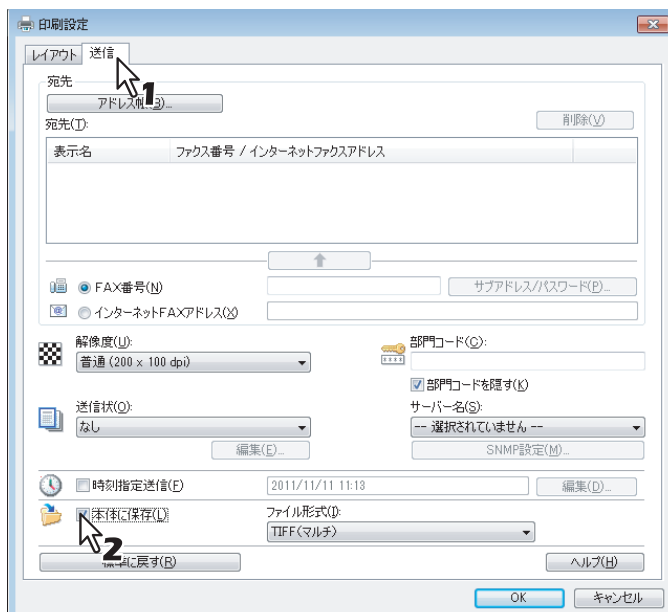 印刷設定
レイアウト 送信
1
宛先
アドレス帳(B)...
宛先(T):
削除(V)
表示名 ファクス番号 / インターネットファクスアドレス
FAX番号(N)
サブアドレス/パスワード(P)...
インターネットFAXアドレス(X)
解像度(U):
普通 (200 x 100 dpi)
部門コード(C):
部門コードを隠す(K)
送信状(O):
なし
編集(E)...
サーバー名(S):
-- 選択されていません --
SNMP設定(M)...
時刻指定送信(F)
2011/11/11 11:13
編集(D)...
本体に保存(L)
2
ファイル形式(I):
TIFF(マルチ)
標準に戻す(R)
ヘルプ(H)
OK
キャンセル